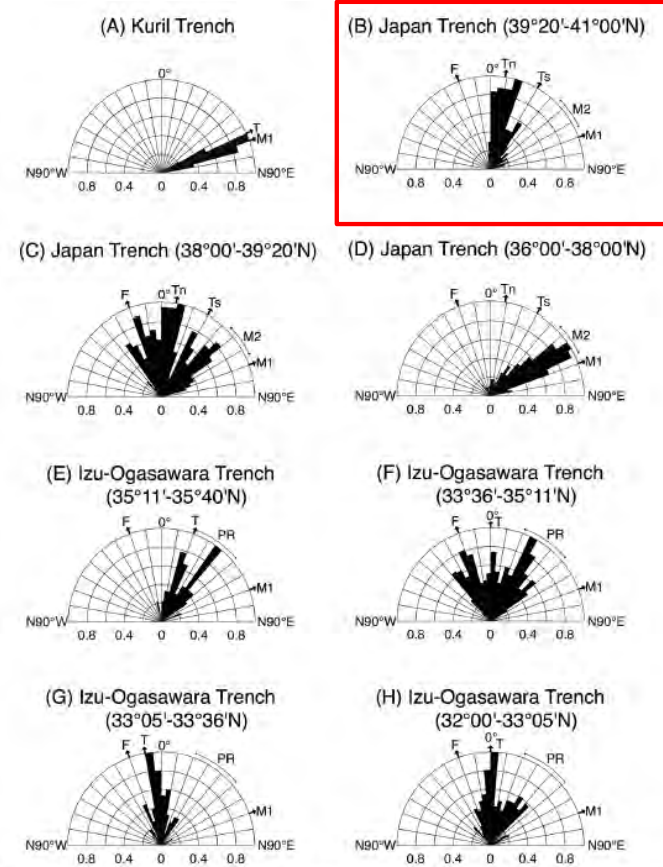 (A) Kuril Trench
0°
T
M1
N90°W
0.8
0.4
0
0.4
0.8
N90°E
(B) Japan Trench (39°20'-41°00'N)
F
0°
Tn
Ts
M2
M1
N90°W
0.8
0.4
0
0.4
0.8
N90°E
(C) Japan Trench (38°00'-39°20'N)
F
0°
Tn
Ts
M2
M1
N90°W
0.8
0.4
0
0.4
0.8
N90°E
(D) Japan Trench (36°00'-38°00'N)
F
0°
Tn
Ts
M2
M1
N90°W
0.8
0.4
0
0.4
0.8
N90°E
(E) Izu-Ogasawara Trench
(35°11'-35°40'N)
F
0°
T
PR
M1
N90°W
0.8
0.4
0
0.4
0.8
N90°E
(F) Izu-Ogasawara Trench
(33°36'-35°11'N)
F
0°
T
PR
M1
N90°W
0.8
0.4
0
0.4
0.8
N90°E
(G) Izu-Ogasawara Trench
(33°05'-33°36'N)
F
T
0°
PR
M1
N90°W
0.8
0.4
0
0.4
0.8
N90°E
(H) Izu-Ogasawara Trench
(32°00'-33°05'N)
0°
F
T
PR
M1
N90°W
0.8
0.4
0
0.4
0.8
N90°E